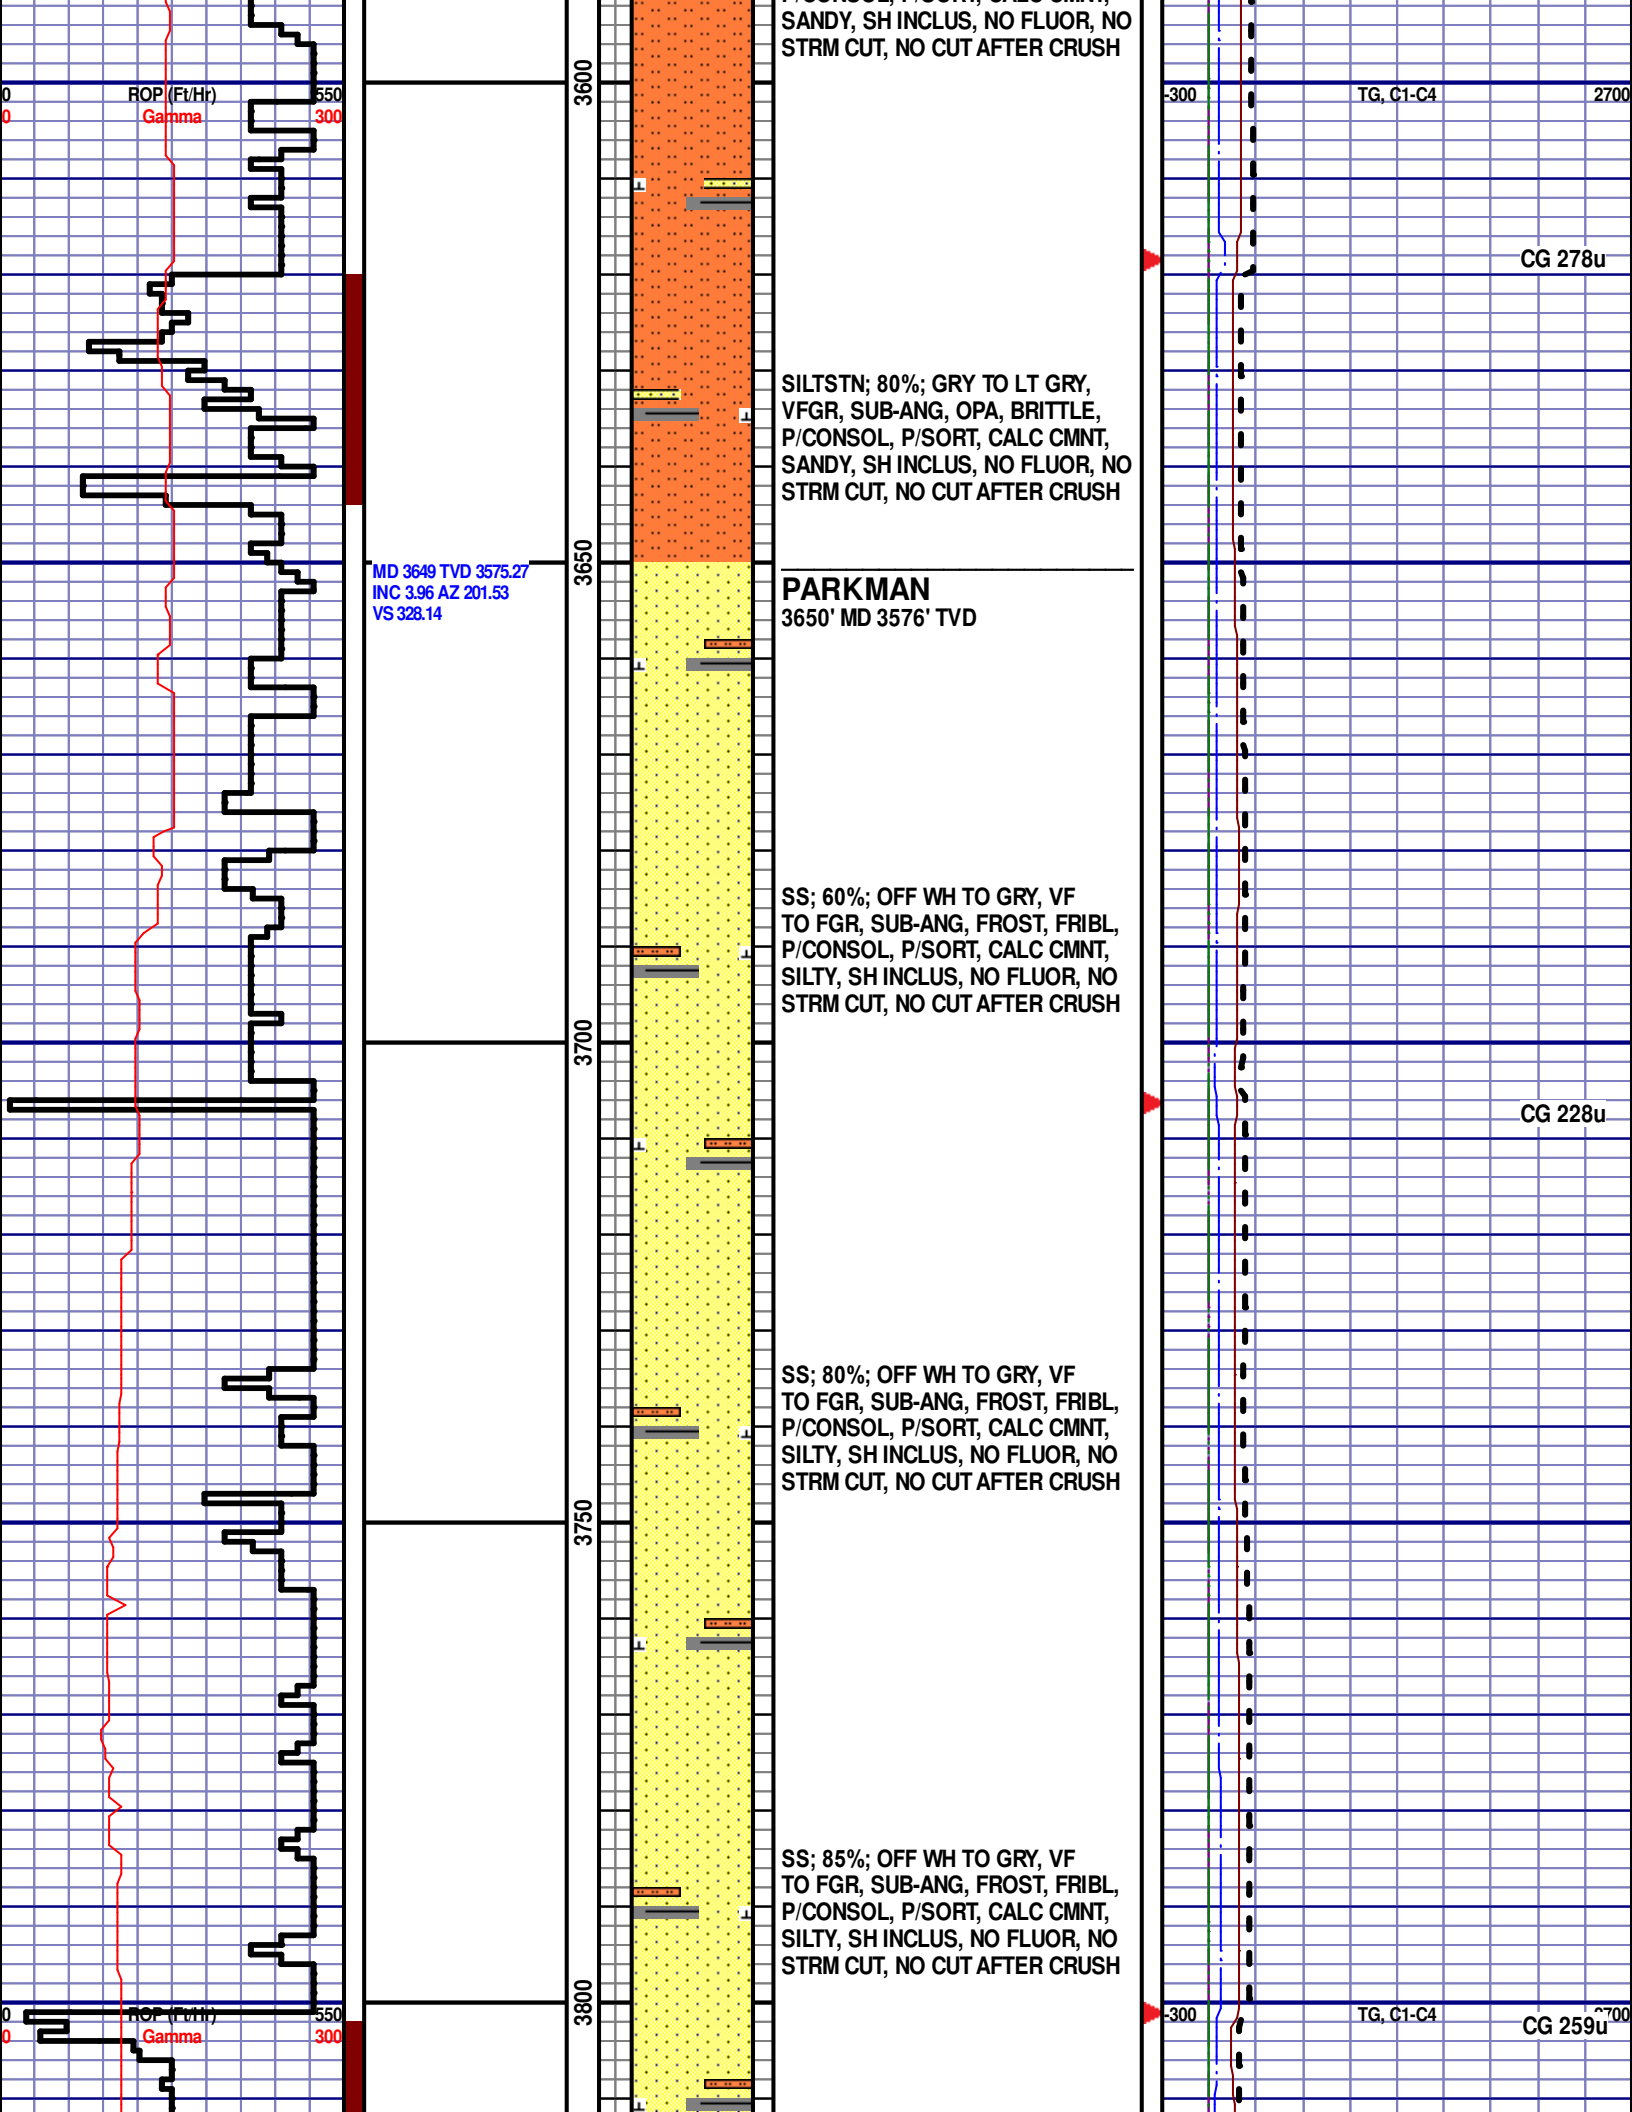 SANDY, SH INCLUS, NO FLUOR, NO
STRM CUT, NO CUT AFTER CRUSH
3600
0 ROP (Ft/Hr) 550
0 Gamma 300
-300 TG, C1-C4 2700
CG 278u
SILTSTN; 80%; GRY TO LT GRY,
VFGR, SUB-ANG, OPA, BRITTLE,
P/CONSOL, P/SORT, CALC CMNT,
SANDY, SH INCLUS, NO FLUOR, NO
STRM CUT, NO CUT AFTER CRUSH
3650
MD 3649 TVD 3575.27
INC 3.96 AZ 201.53
VS 328.14
PARKMAN
3650' MD 3576' TVD
SS; 60%; OFF WH TO GRY, VF
TO FGR, SUB-ANG, FROST, FRIBL,
P/CONSOL, P/SORT, CALC CMNT,
SILTY, SH INCLUS, NO FLUOR, NO
STRM CUT, NO CUT AFTER CRUSH
3700
CG 228u
SS; 80%; OFF WH TO GRY, VF
TO FGR, SUB-ANG, FROST, FRIBL,
P/CONSOL, P/SORT, CALC CMNT,
SILTY, SH INCLUS, NO FLUOR, NO
STRM CUT, NO CUT AFTER CRUSH
3750
SS; 85%; OFF WH TO GRY, VF
TO FGR, SUB-ANG, FROST, FRIBL,
P/CONSOL, P/SORT, CALC CMNT,
SILTY, SH INCLUS, NO FLUOR, NO
STRM CUT, NO CUT AFTER CRUSH
3800
0 ROP (Ft/Hr) 550
0 Gamma 300
-300 TG, C1-C4
CG 259u